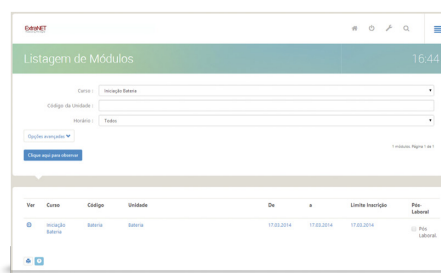 ExtraNET
Listagem de Módulos
16:44
Curso : Iniciação Bateria
Código da Unidade :
Horário : Todos
Opções avançadas
Clique aqui para observar
Ver Curso Código Unidade De a Limite Inscrição Pós-Laboral
Iniciação Bateria Bateria Bateria 17.03.2014 17.03.2014 17.03.2014 Pós Laboral